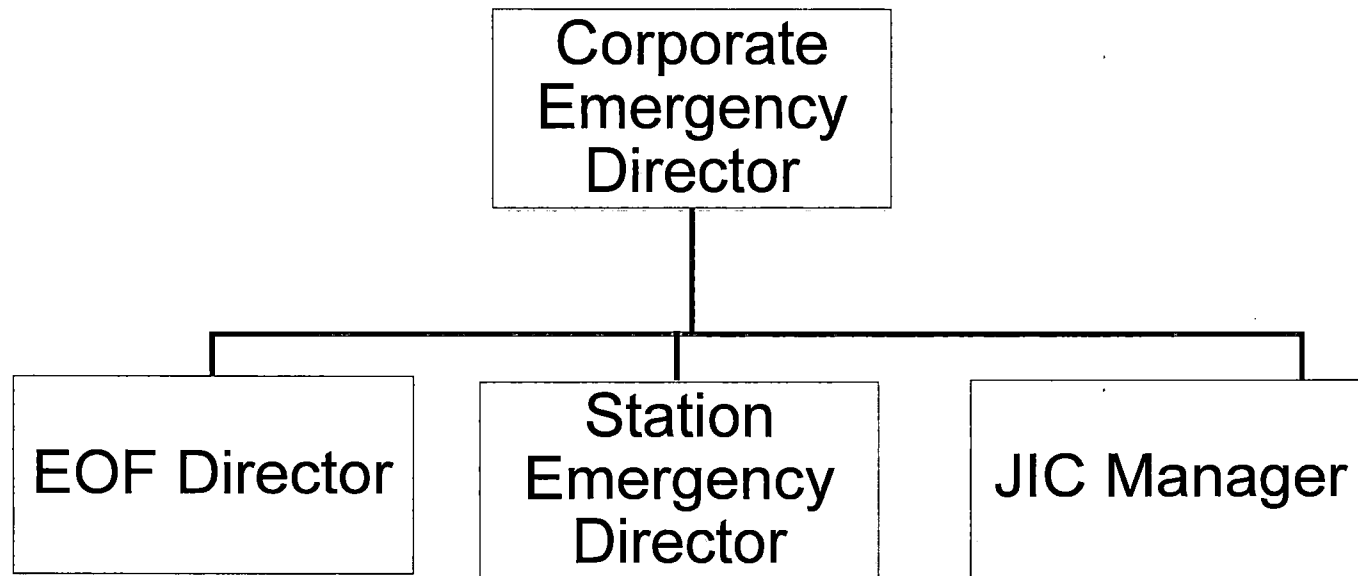 Corporate
Emergency
Director
EOF Director
Station
Emergency
Director
JIC Manager